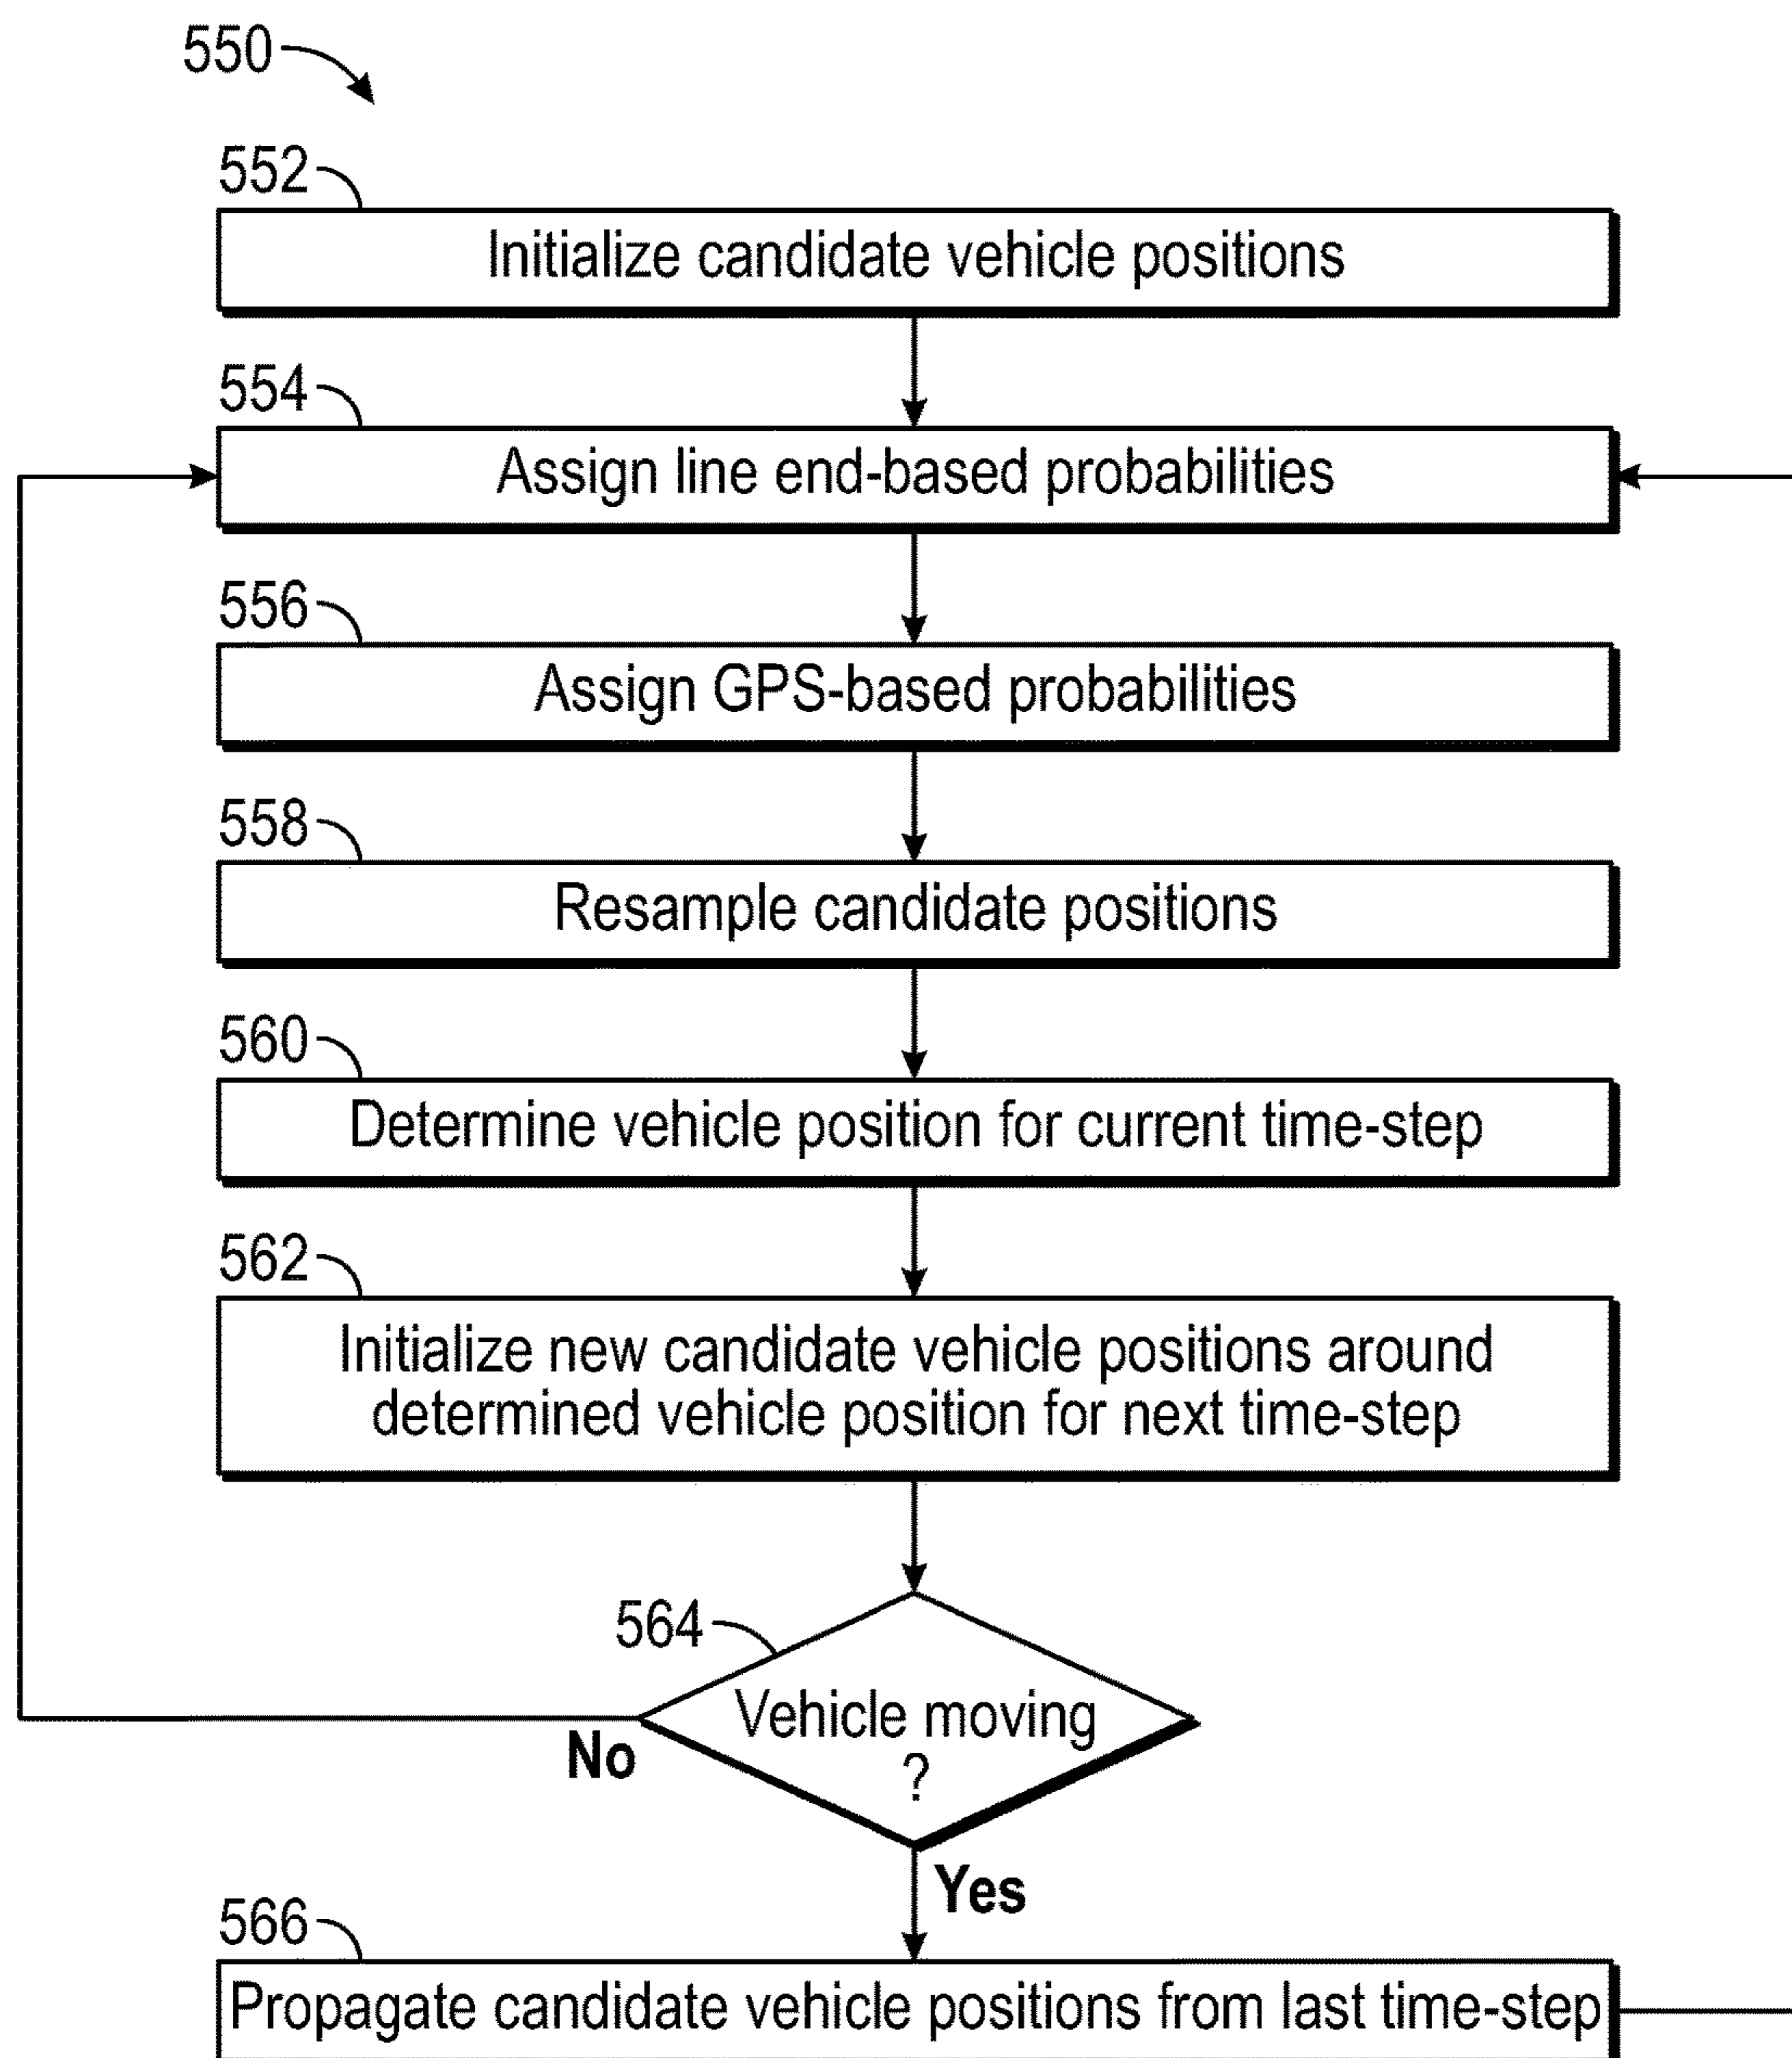 550
552
Initialize candidate vehicle positions
554
Assign line end-based probabilities
556
Assign GPS-based probabilities
558
Resample candidate positions
560
Determine vehicle position for current time-step
562
Initialize new candidate vehicle positions around
determined vehicle position for next time-step
564
Vehicle moving
?
No
Yes
566
Propagate candidate vehicle positions from last time-step